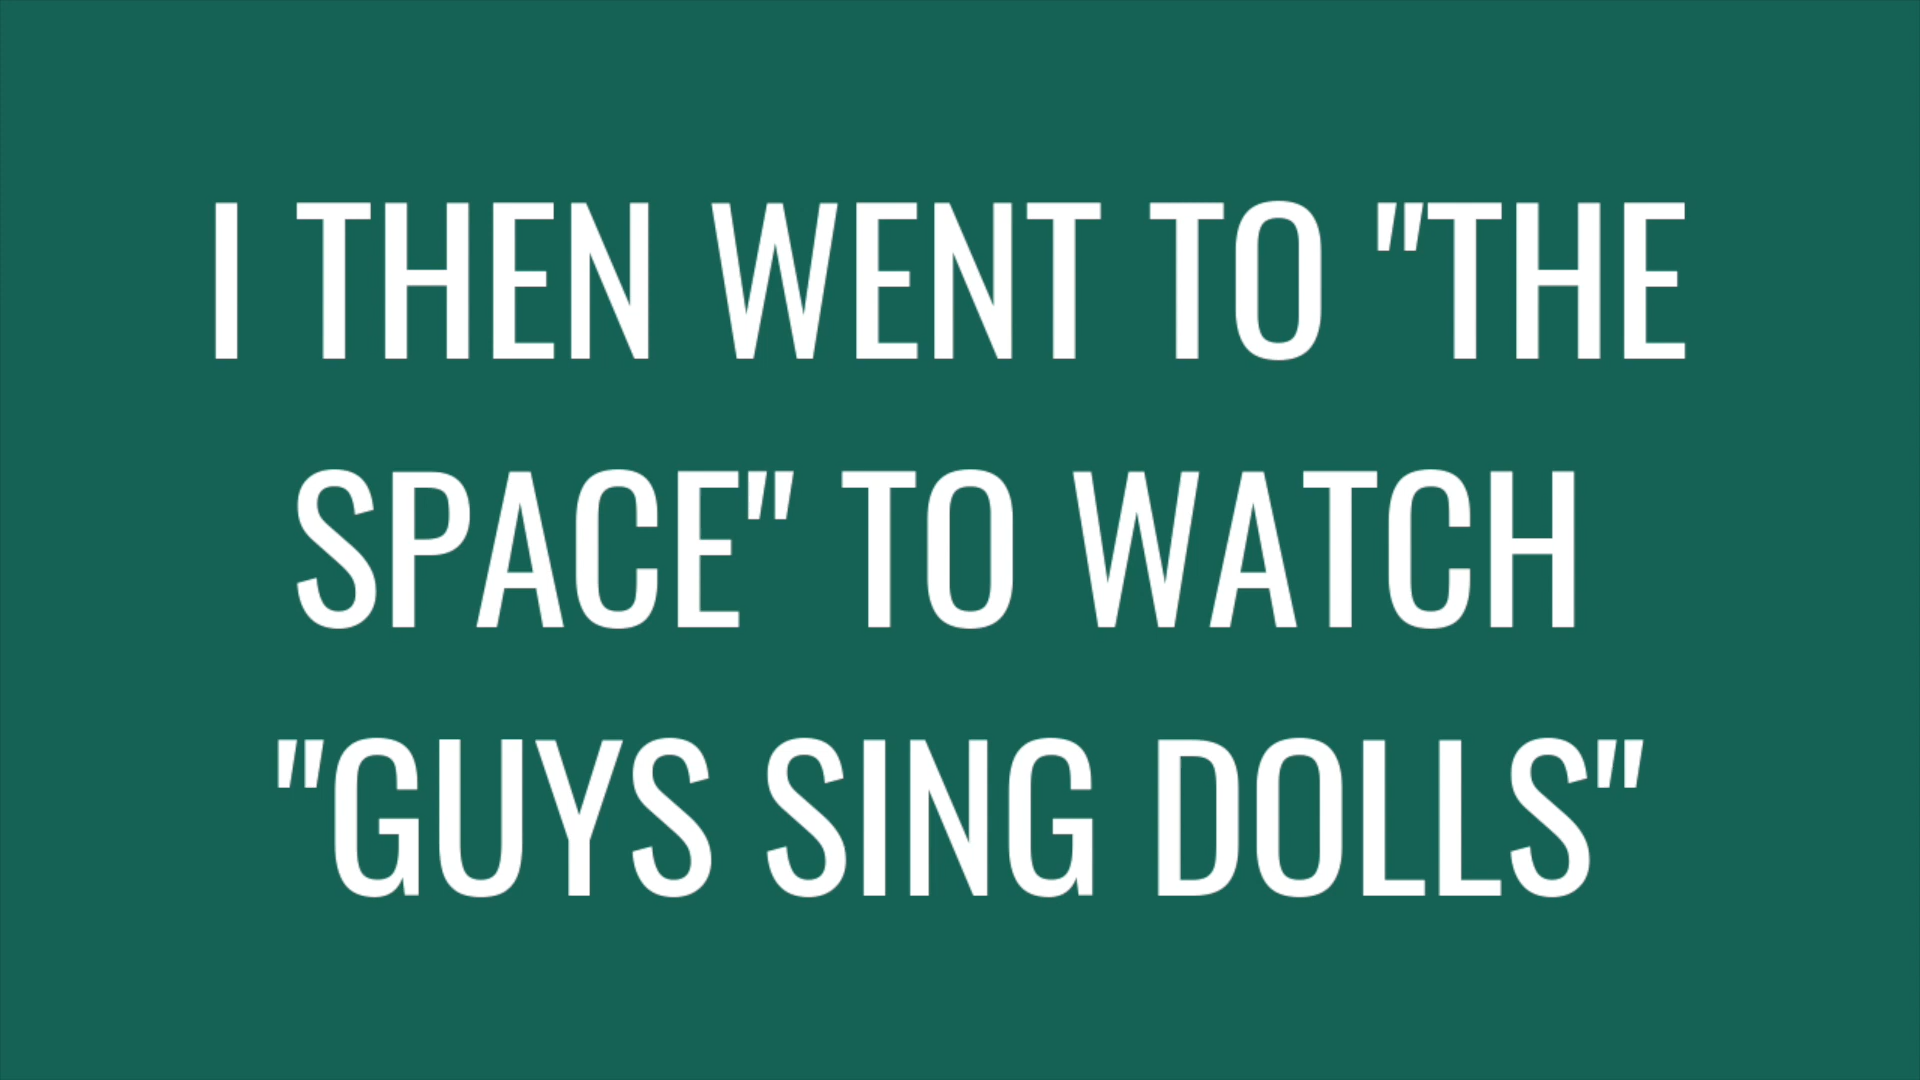 I THEN WENT TO "THE
SPACE" TO WATCH
"GUYS SING DOLLS"